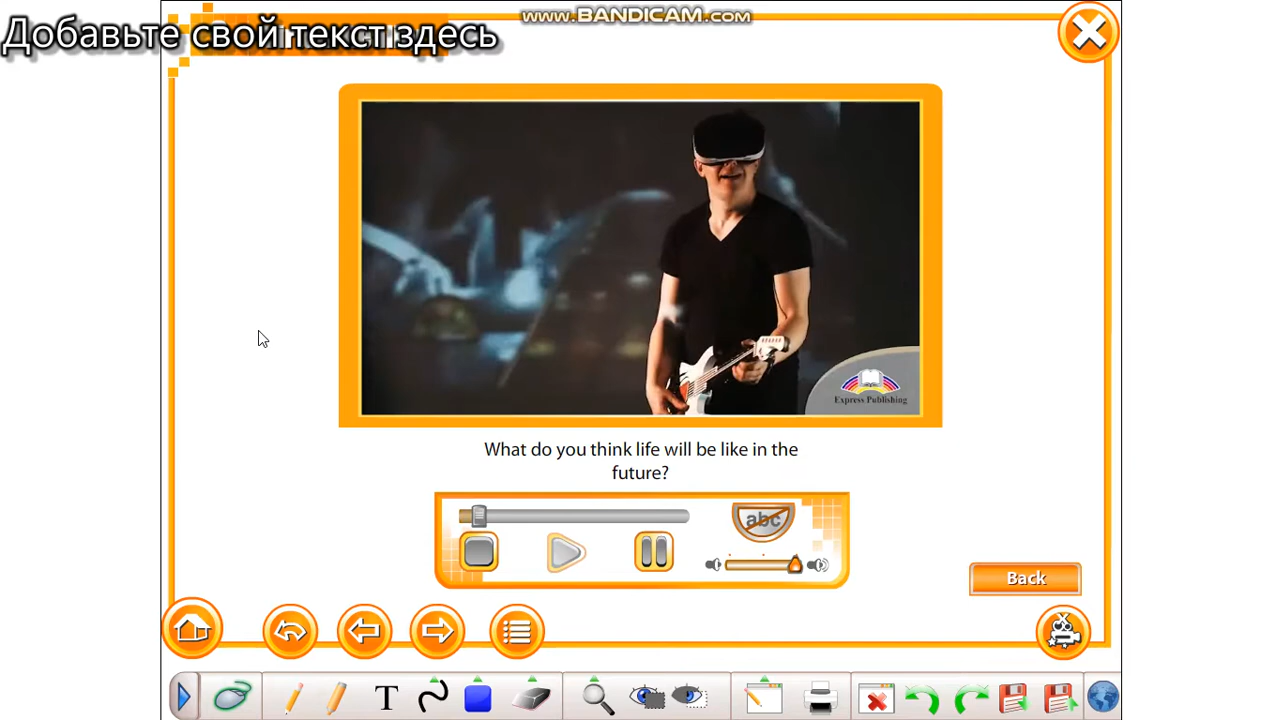 www.BANDICAM.com
Добавьте свой текст здесь
Express Publishing
What do you think life will be like in the
future?
abc
Back
T